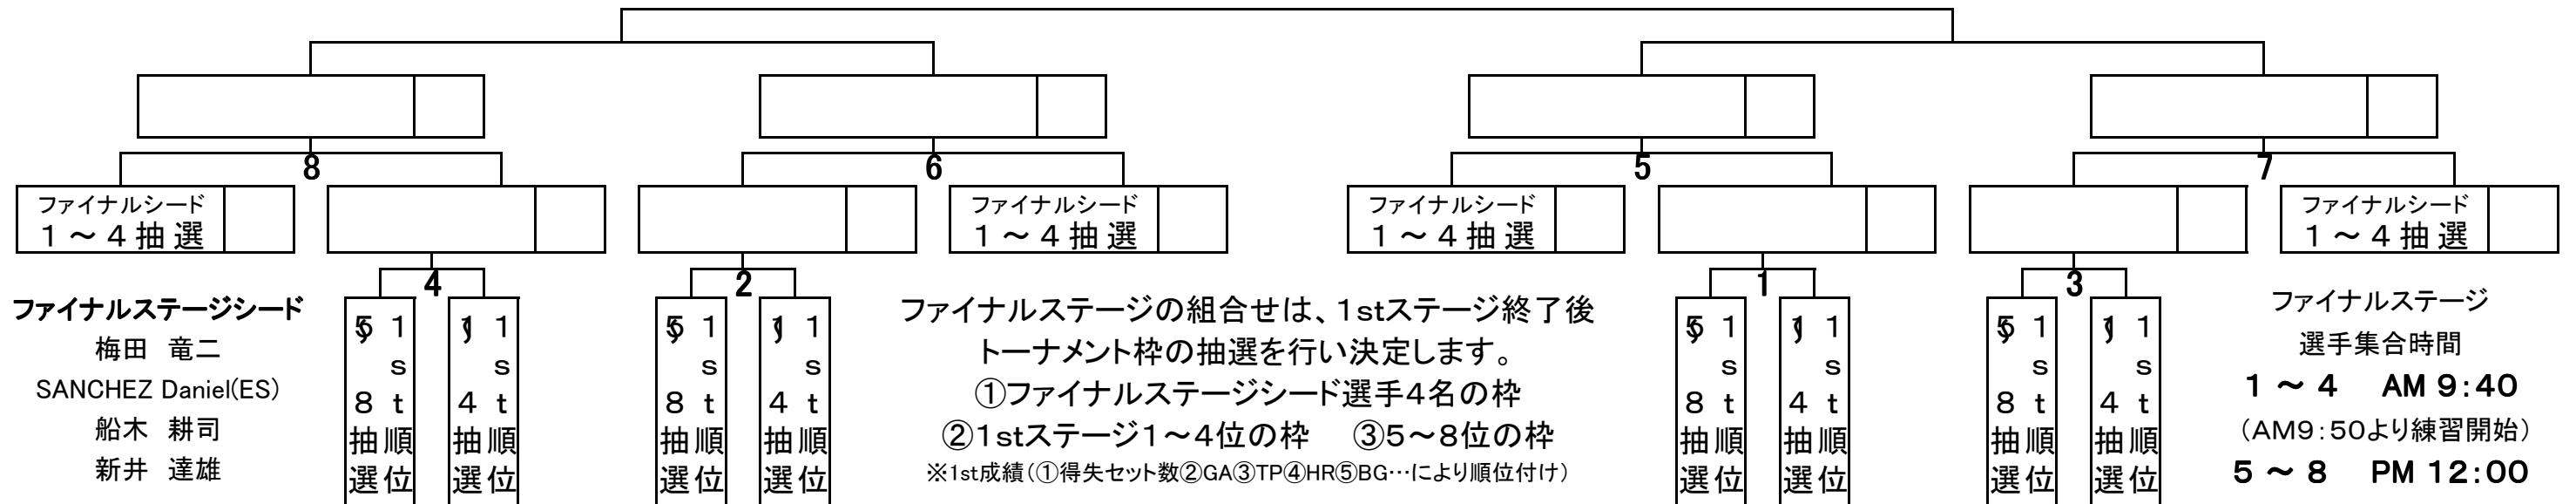 8
6
5
7
ファイナルシード
1～4抽選
ファイナルシード
1～4抽選
ファイナルシード
1～4抽選
ファイナルシード
1～4抽選
4
2
1
3
ファイナルステージシード
梅田　竜二
SANCHEZ Daniel(ES)
船木　耕司
新井　達雄
1st順位
5～8抽選
1st順位
1～4抽選
1st順位
5～8抽選
1st順位
1～4抽選
ファイナルステージの組合せは、1stステージ終了後
トーナメント枠の抽選を行い決定します。
①ファイナルステージシード選手4名の枠
②1stステージ1～4位の枠　③5～8位の枠
※1st成績(①得失セット数②GA③TP④HR⑤BG…により順位付け)
1st順位
5～8抽選
1st順位
1～4抽選
1st順位
5～8抽選
1st順位
1～4抽選
ファイナルステージ
選手集合時間
1 ～ 4　AM 9:40
(AM9:50より練習開始)
5 ～ 8　PM 12:00